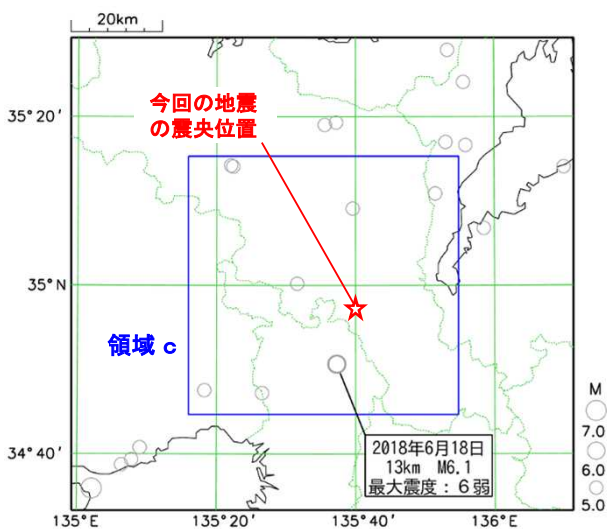 20km
35°20′
今回の地震
の震央位置
35°N
領域 c
34°40′
2018年6月18日
13km M6.1
最大震度：６弱
M
7.0
6.0
5.0
135°E
135°20′
135°40′
136°